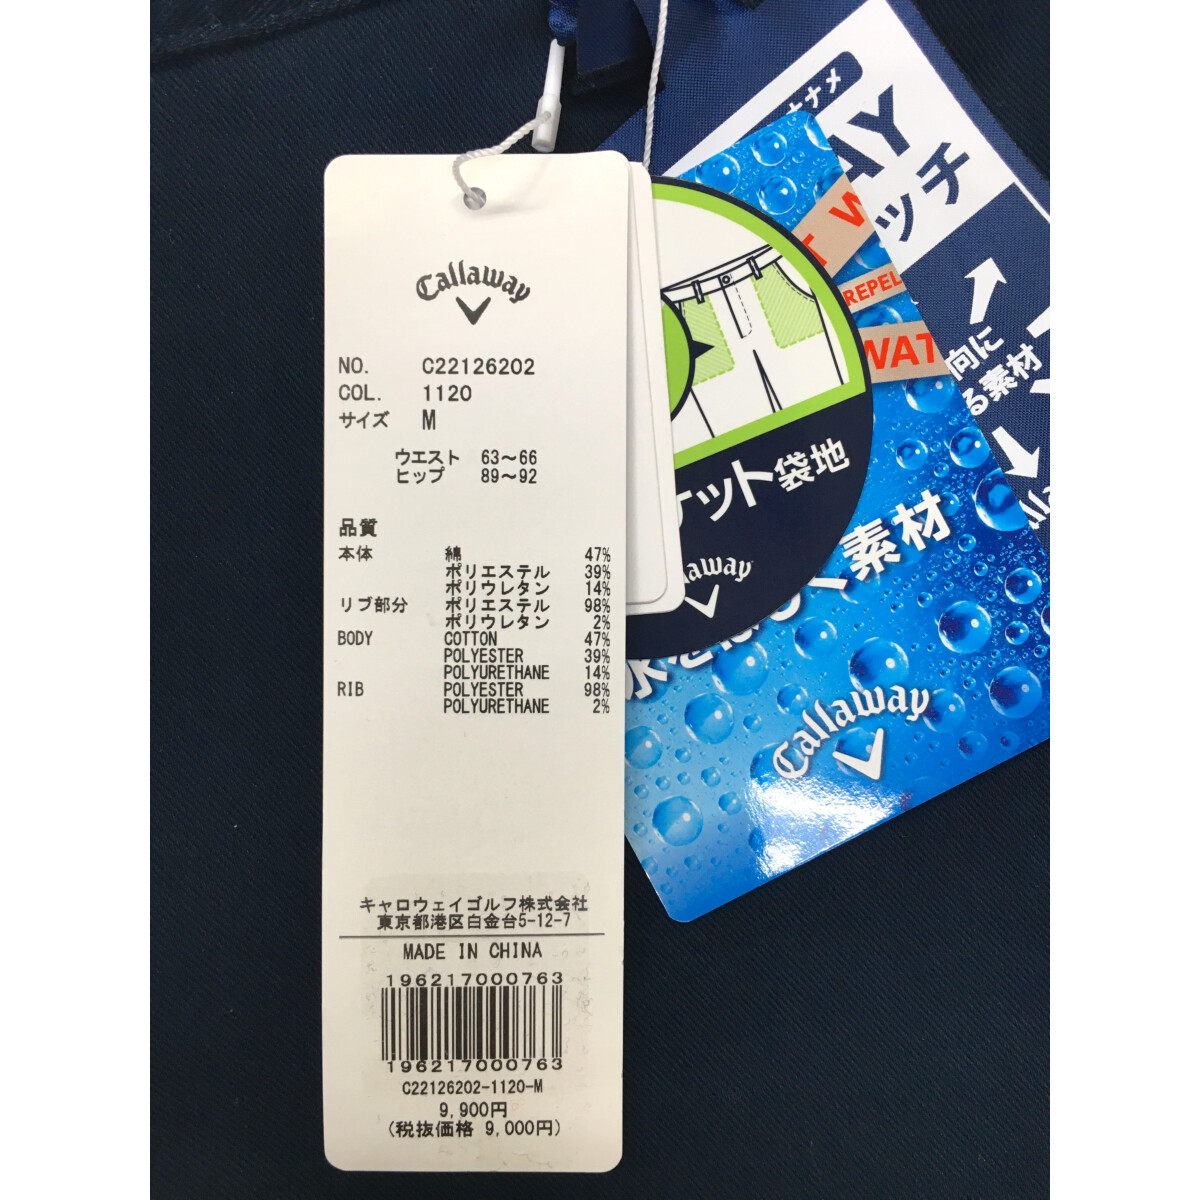 Callaway
NO. C22126202
COL. 1120
サイズ M
ウエスト 63～66
ヒップ 89～92
品質
本体 綿 47%
ポリエステル 39%
ポリウレタン 14%
リブ部分 ポリエステル 98%
ポリウレタン 2%
BODY COTTON 47%
POLYESTER 39%
POLYURETHANE 14%
RIB POLYESTER 98%
POLYURETHANE 2%
キャロウェイゴルフ株式会社
東京都港区白金台5-12-7
MADE IN CHINA
196217000763
196217000763
C22126202-1120-M
9,900円
(税抜価格 9,000円)
ケット袋地
laway
REPEL
WAT
素材
Callaway
ナナメ
AY
ッチ
向に
る素材